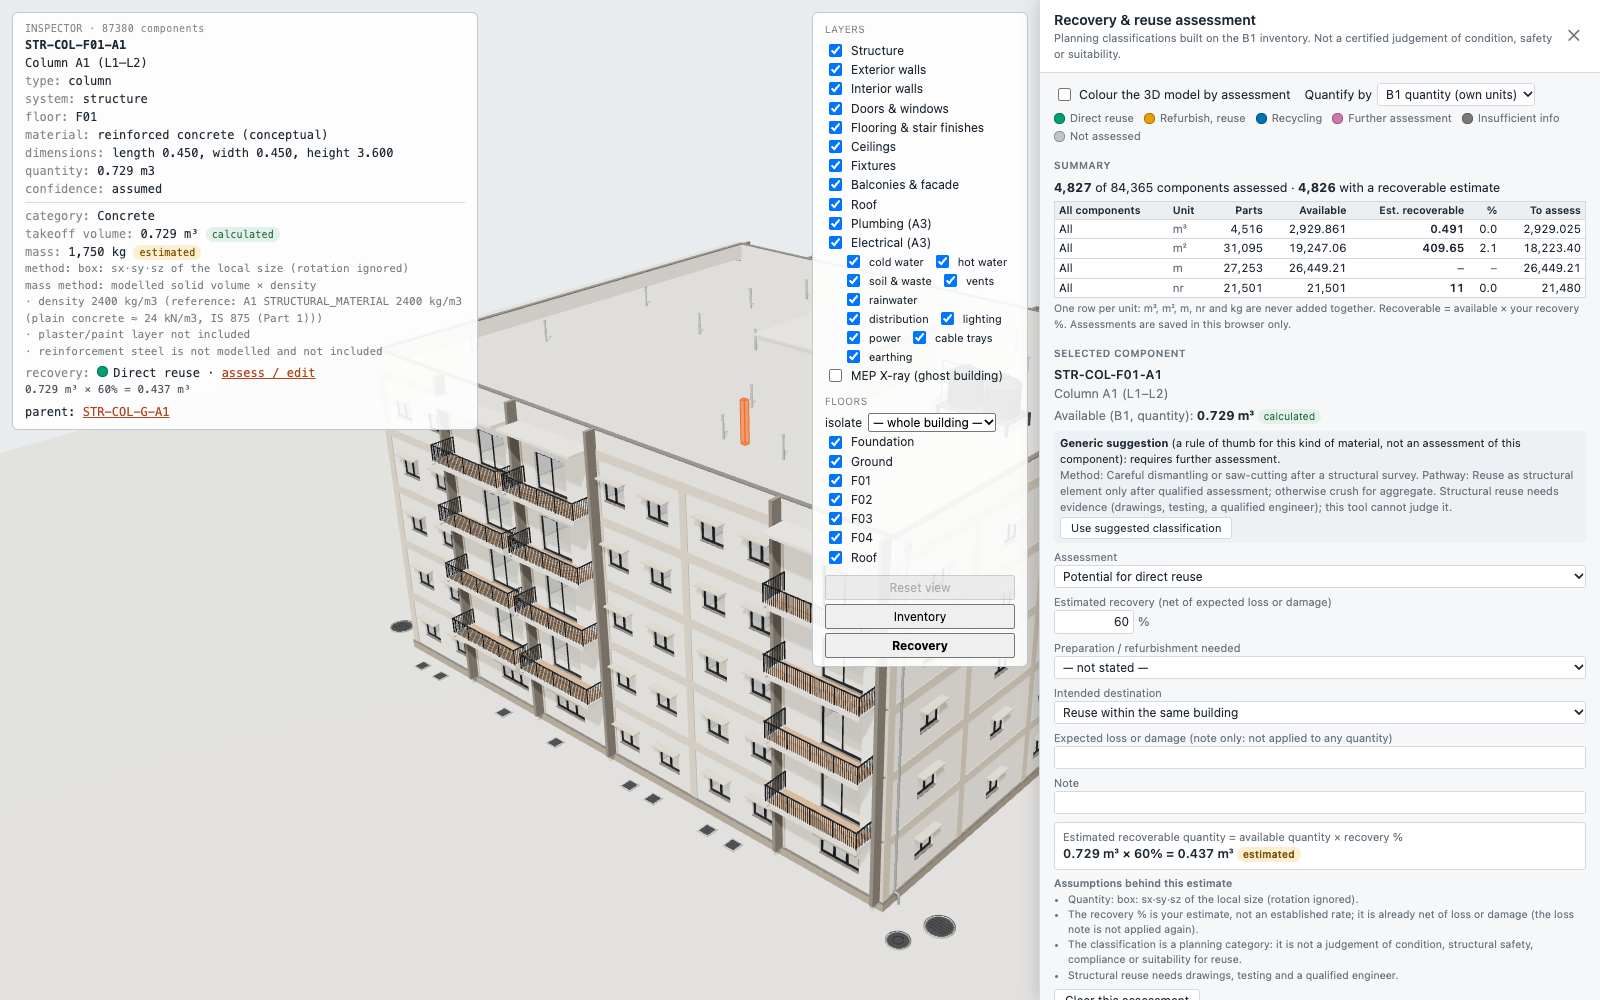 INSPECTOR · 87380 components
STR-COL-F01-A1
Column A1 (L1–L2)
type: column
system: structure
floor: F01
material: reinforced concrete (conceptual)
dimensions: length 0.450, width 0.450, height 3.600
quantity: 0.729 m3
confidence: assumed
category: Concrete
takeoff volume: 0.729 m³ calculated
mass: 1,750 kg estimated
method: box: sx·sy·sz of the local size (rotation ignored)
mass method: modelled solid volume × density
· density 2400 kg/m3 (reference: A1 STRUCTURAL_MATERIAL 2400 kg/m3
(plain concrete ≈ 24 kN/m3, IS 875 (Part 1)))
· plaster/paint layer not included
· reinforcement steel is not modelled and not included
recovery: Direct reuse · assess / edit
0.729 m³ × 60% = 0.437 m³
parent: STR-COL-G-A1
LAYERS
Structure
Exterior walls
Interior walls
Doors & windows
Flooring & stair finishes
Ceilings
Fixtures
Balconies & facade
Roof
Plumbing (A3)
Electrical (A3)
cold water hot water
soil & waste vents
rainwater
distribution lighting
power cable trays
earthing
MEP X-ray (ghost building)
FLOORS
isolate — whole building —
Foundation
Ground
F01
F02
F03
F04
Roof
Reset view
Inventory
Recovery
Recovery & reuse assessment
Planning classifications built on the B1 inventory. Not a certified judgement of condition, safety
or suitability.
Colour the 3D model by assessment Quantify by B1 quantity (own units)
Direct reuse Refurbish, reuse Recycling Further assessment Insufficient info
Not assessed
SUMMARY
4,827 of 84,365 components assessed · 4,826 with a recoverable estimate
All components Unit Parts Available Est. recoverable % To assess
All m³ 4,516 2,929.861 0.491 0.0 2,929.025
All m² 31,095 19,247.06 409.65 2.1 18,223.40
All m 27,253 26,449.21 – – 26,449.21
All nr 21,501 21,501 11 0.0 21,480
One row per unit: m³, m², m, nr and kg are never added together. Recoverable = available × your recovery
%. Assessments are saved in this browser only.
SELECTED COMPONENT
STR-COL-F01-A1
Column A1 (L1–L2)
Available (B1, quantity): 0.729 m³ calculated
Generic suggestion (a rule of thumb for this kind of material, not an assessment of this
component): requires further assessment.
Method: Careful dismantling or saw-cutting after a structural survey. Pathway: Reuse as structural
element only after qualified assessment; otherwise crush for aggregate. Structural reuse needs
evidence (drawings, testing, a qualified engineer); this tool cannot judge it.
Use suggested classification
Assessment
Potential for direct reuse
Estimated recovery (net of expected loss or damage)
60 %
Preparation / refurbishment needed
— not stated —
Intended destination
Reuse within the same building
Expected loss or damage (note only: not applied to any quantity)
Note
Estimated recoverable quantity = available quantity × recovery %
0.729 m³ × 60% = 0.437 m³ estimated
Assumptions behind this estimate
• Quantity: box: sx·sy·sz of the local size (rotation ignored).
• The recovery % is your estimate, not an established rate; it is already net of loss or damage (the loss
note is not applied again).
• The classification is a planning category: it is not a judgement of condition, structural safety,
compliance or suitability for reuse.
• Structural reuse needs drawings, testing and a qualified engineer.
Clear this assessment